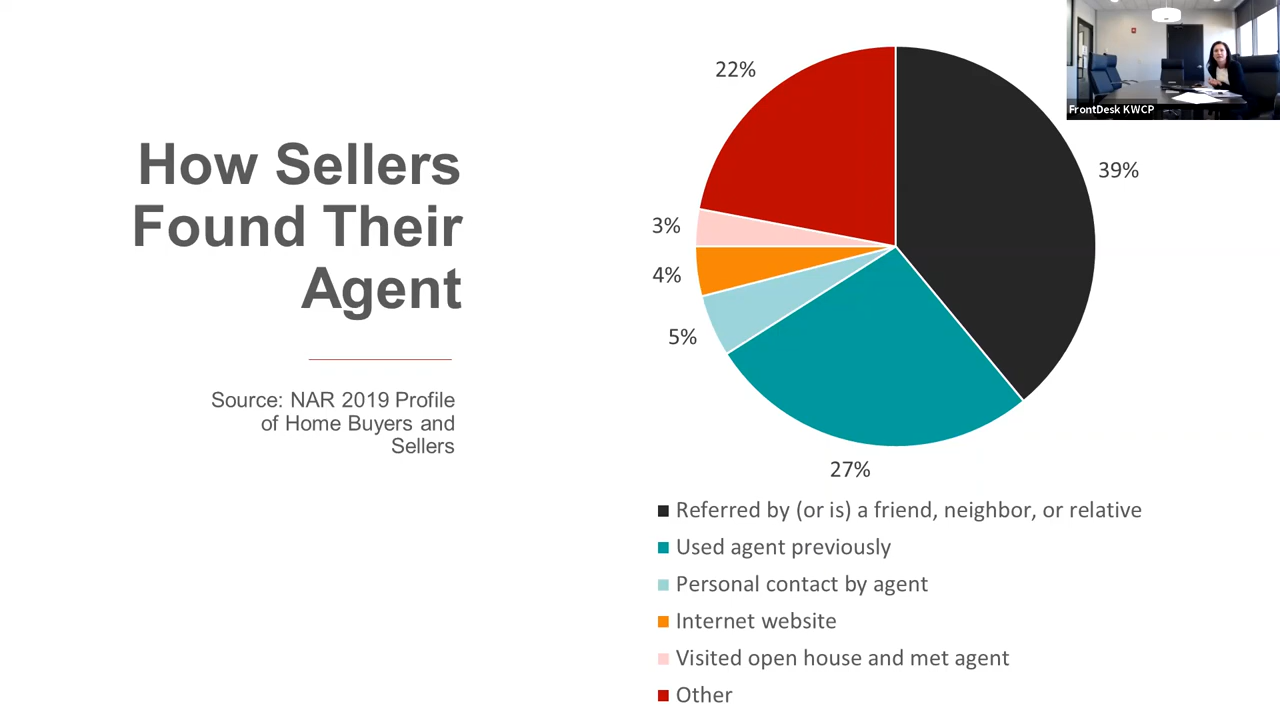 How Sellers
Found Their
Agent
Source: NAR 2019 Profile
of Home Buyers and
Sellers
22%
39%
3%
4%
5%
27%
Referred by (or is) a friend, neighbor, or relative
Used agent previously
Personal contact by agent
Internet website
Visited open house and met agent
Other
FrontDesk KWCP